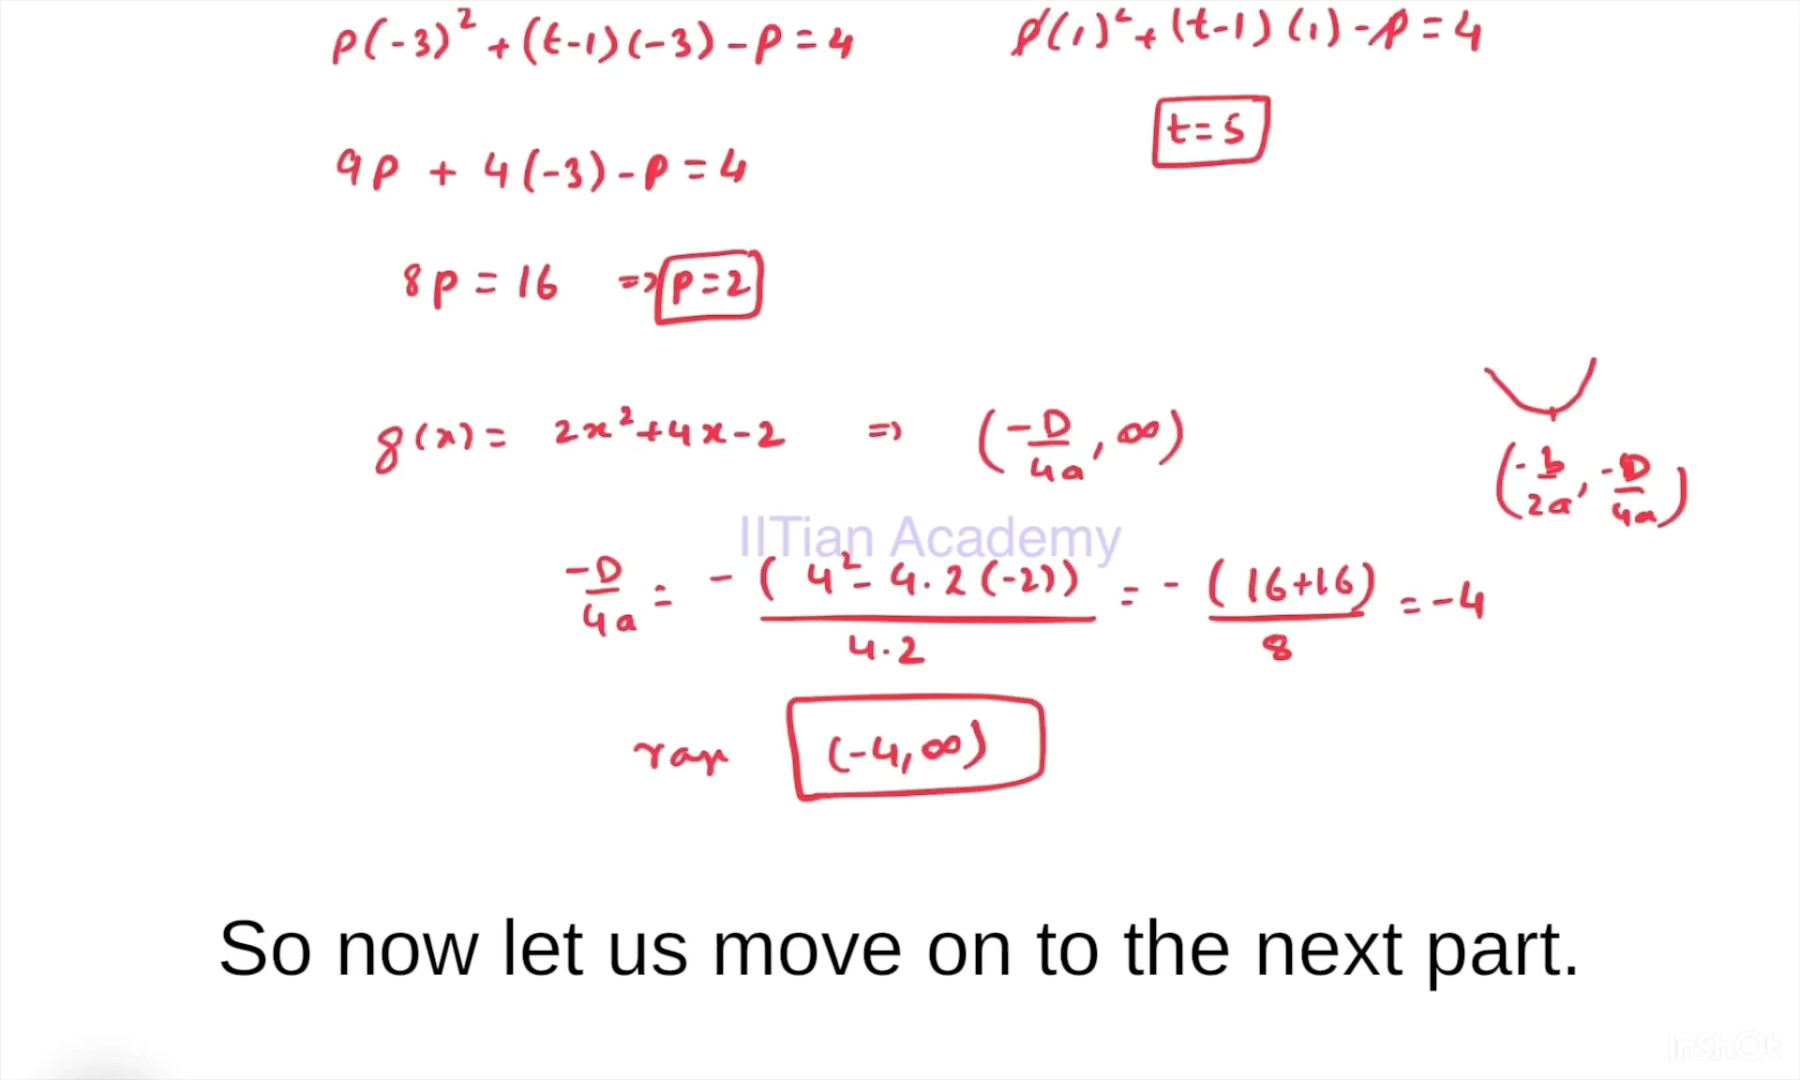 p(-3)² + (t-1)(-3) - p = 4
p(1)² + (t-1)(1) - p = 4
t = 5
9p + 4(-3) - p = 4
8p = 16 => p = 2
g(x) = 2x² + 4x - 2 => (-D/4a, ∞)
(-b/2a, -D/4a)
IITian Academy
-D/4a = -(4² - 4·2(-2))/4·2 = -(16+16)/8 = -4
(-4, ∞)
So now let us move on to the next part.
InShOt